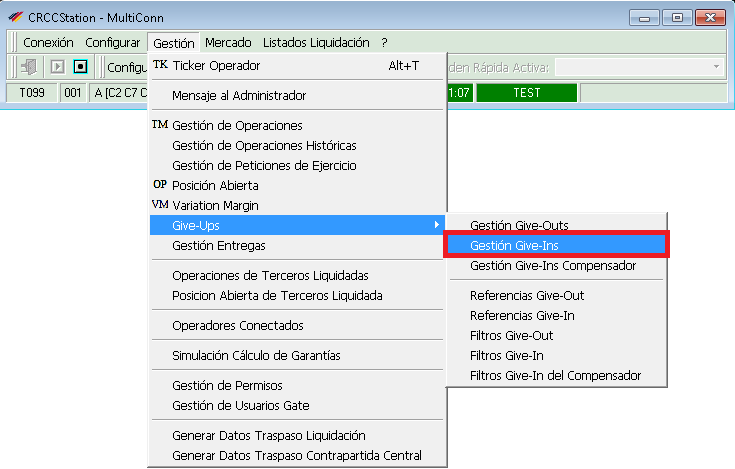 CRCCStation - MultiConn
Conexión Configurar Gestión Mercado Listados Liquidación ?
Configu
den Rápida Activa:
T099 001 A [C2 C7 C 1:07 TEST
TK Ticker Operador Alt+T
Mensaje al Administrador
TM Gestión de Operaciones
Gestión de Operaciones Históricas
Gestión de Peticiones de Ejercicio
OP Posición Abierta
VM Variation Margin
Give-Ups
Gestión Entregas
Operaciones de Terceros Liquidadas
Posicion Abierta de Terceros Liquidada
Operadores Conectados
Simulación Cálculo de Garantías
Gestión de Permisos
Gestión de Usuarios Gate
Generar Datos Traspaso Liquidación
Generar Datos Traspaso Contrapartida Central
Gestión Give-Outs
Gestión Give-Ins
Gestión Give-Ins Compensador
Referencias Give-Out
Referencias Give-In
Filtros Give-Out
Filtros Give-In
Filtros Give-In del Compensador